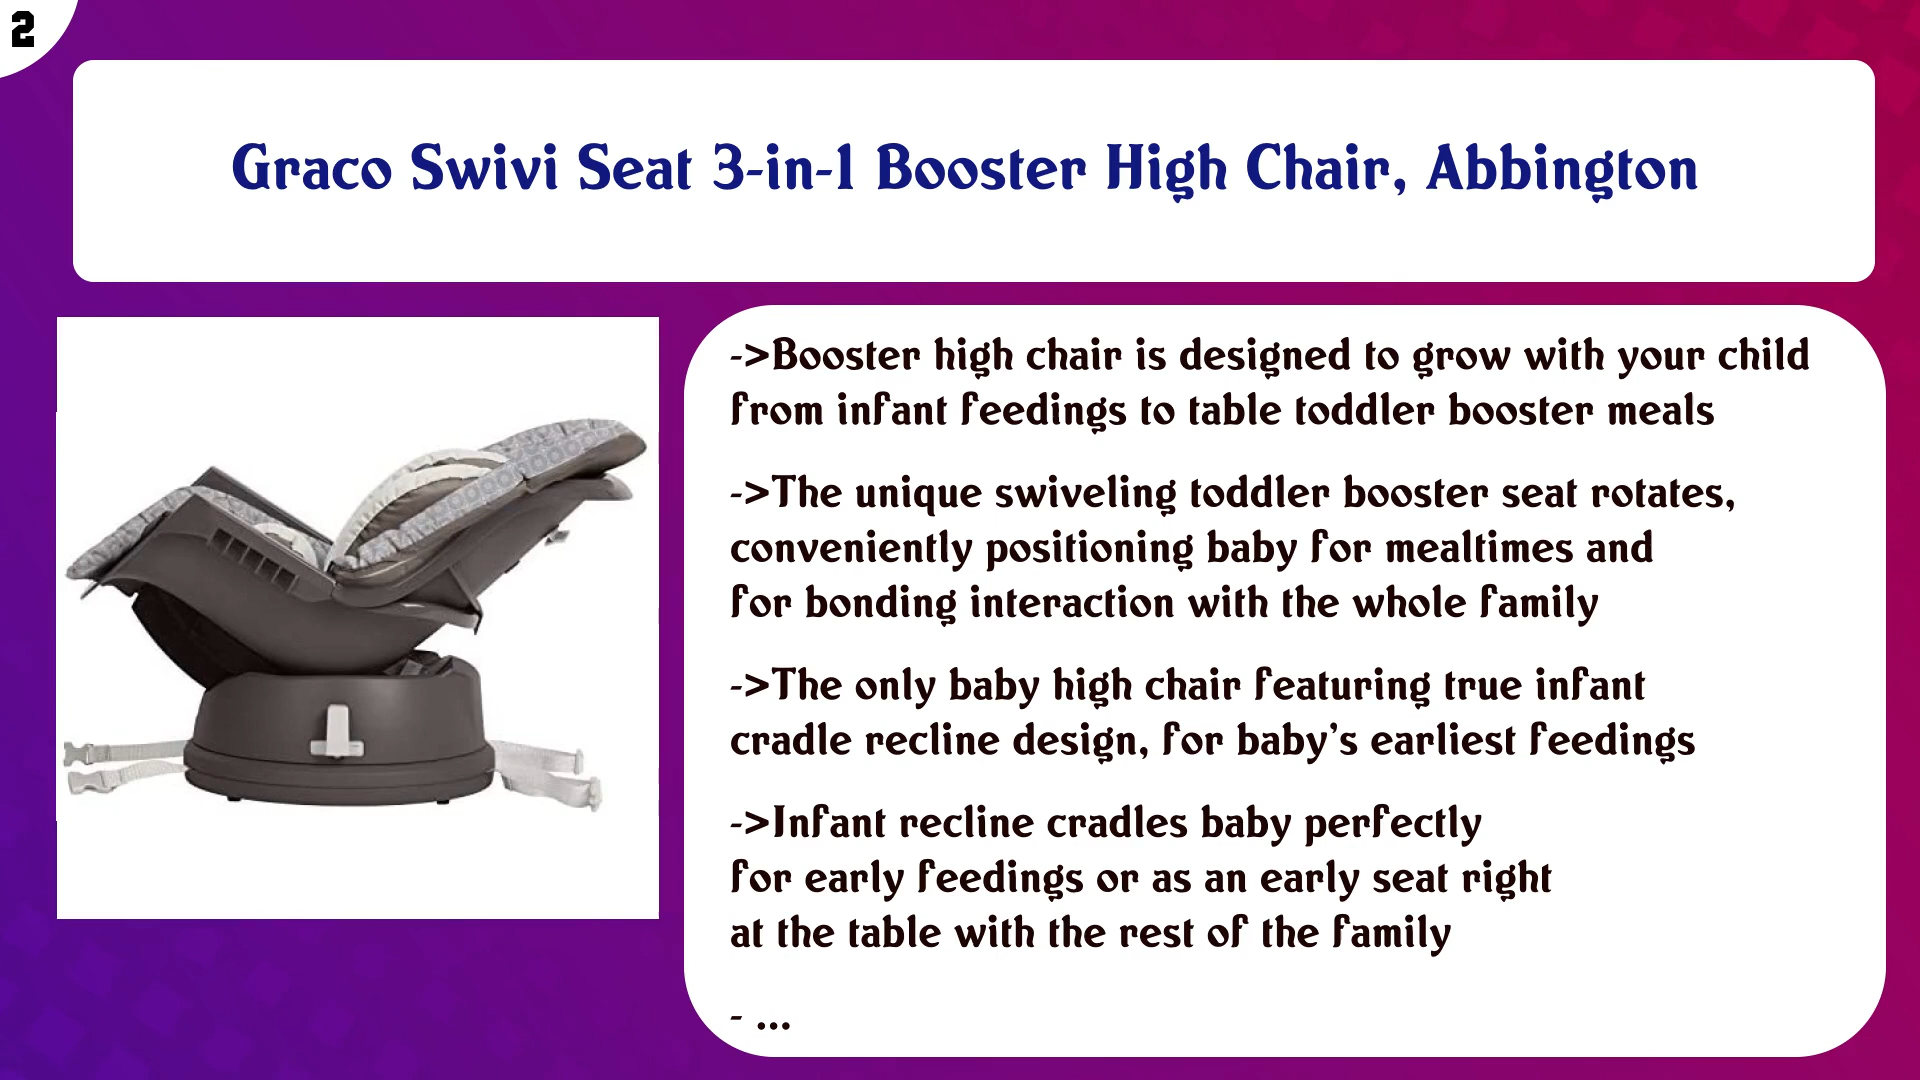 2
Graco Swivi Seat 3-in-1 Booster High Chair, Abbington
->Booster high chair is designed to grow with your child
from infant feedings to table toddler booster meals
->The unique swiveling toddler booster seat rotates,
conveniently positioning baby for mealtimes and
for bonding interaction with the whole family
->The only baby high chair featuring true infant
cradle recline design, for baby’s earliest feedings
->Infant recline cradles baby perfectly
for early feedings or as an early seat right
at the table with the rest of the family
- ...